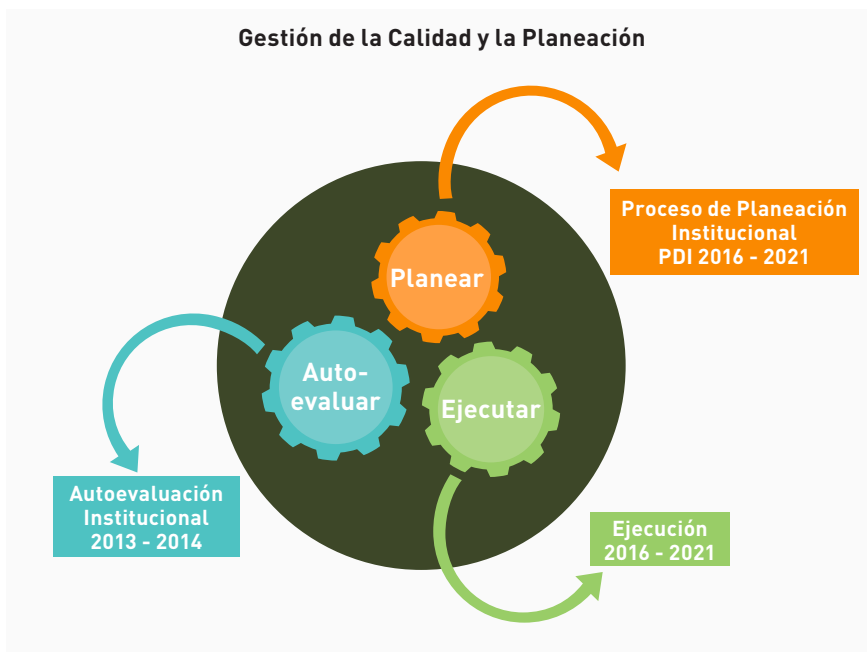 Gestión de la Calidad y la Planeación
Proceso de Planeación
Institucional
PDI 2016 - 2021
Planear
Auto-
evaluar
Ejecutar
Autoevaluación
Institucional
2013 - 2014
Ejecución
2016 - 2021